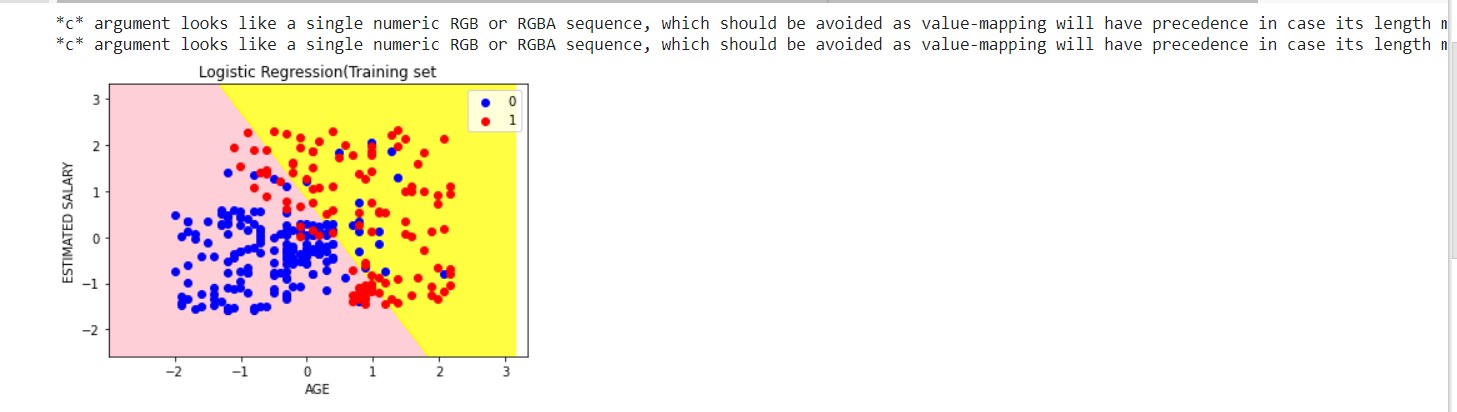 *c* argument looks like a single numeric RGB or RGBA sequence, which should be avoided as value-mapping will have precedence in case its length
*c* argument looks like a single numeric RGB or RGBA sequence, which should be avoided as value-mapping will have precedence in case its length
Logistic Regression(Training set
0
1
3
2
1
0
−1
−2
ESTIMATED SALARY
−2 −1 0 1 2 3
AGE